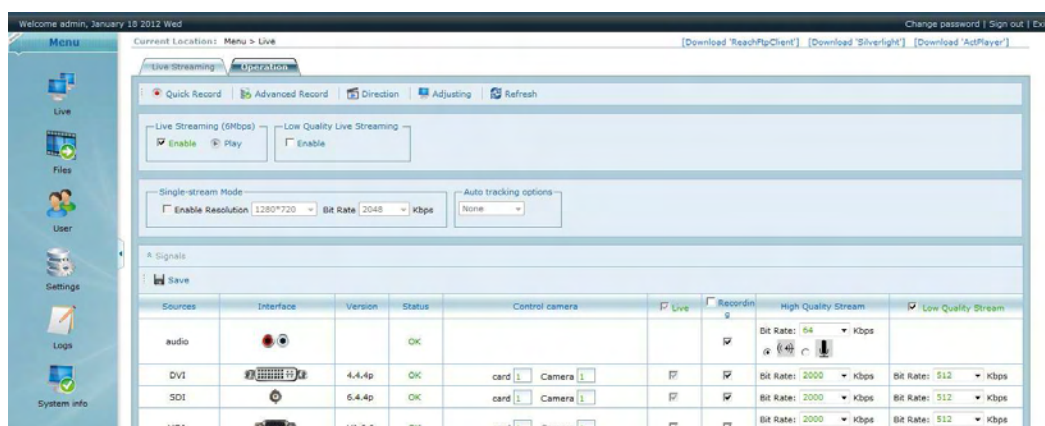 Welcome admin, January 18 2012 Wed
Change password | Sign out | Ex
Menu
Current Location: Menu > Live
[Download 'ReachFtpClient'] [Download 'Silverlight'] [Download 'ActPlayer']
Live Streaming
Operation
Quick Record
Advanced Record
Direction
Adjusting
Refresh
Live
Files
User
Settings
Logs
System info
Live Streaming (6Mbps)
Enable
Play
Low Quality Live Streaming
Enable
Single-stream Mode
Enable Resolution 1280*720 Bit Rate 2048 Kbps
Auto tracking options
None
Signals
Save
Sources Interface Version Status Control camera Live Recordin
g
High Quality Stream Low Quality Stream
audio OK Bit Rate: 64 Kbps
DVI 4.4.4p OK card 1 Camera 1 Bit Rate: 2000 Kbps Bit Rate: 512 Kbps
SDI 6.4.4p OK card 1 Camera 1 Bit Rate: 2000 Kbps Bit Rate: 512 Kbps
Bit Rate: 2000 Kbps Bit Rate: 512 Kbps